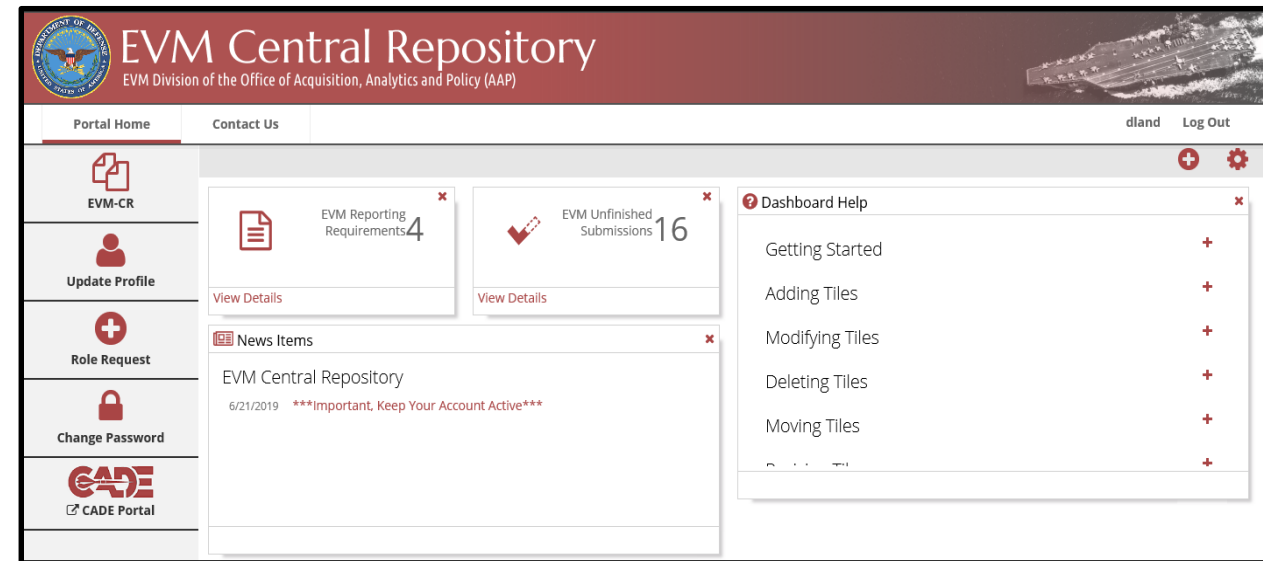 EVM Central Repository
EVM Division of the Office of Acquisition, Analytics and Policy (AAP)
Portal Home
Contact Us
dland
Log Out
EVM-CR
Update Profile
Role Request
Change Password
CADE
CADE Portal
EVM Reporting
Requirements 4
View Details
EVM Unfinished
Submissions 16
View Details
News Items
EVM Central Repository
6/21/2019 ***Important, Keep Your Account Active***
Dashboard Help
Getting Started
Adding Tiles
Modifying Tiles
Deleting Tiles
Moving Tiles